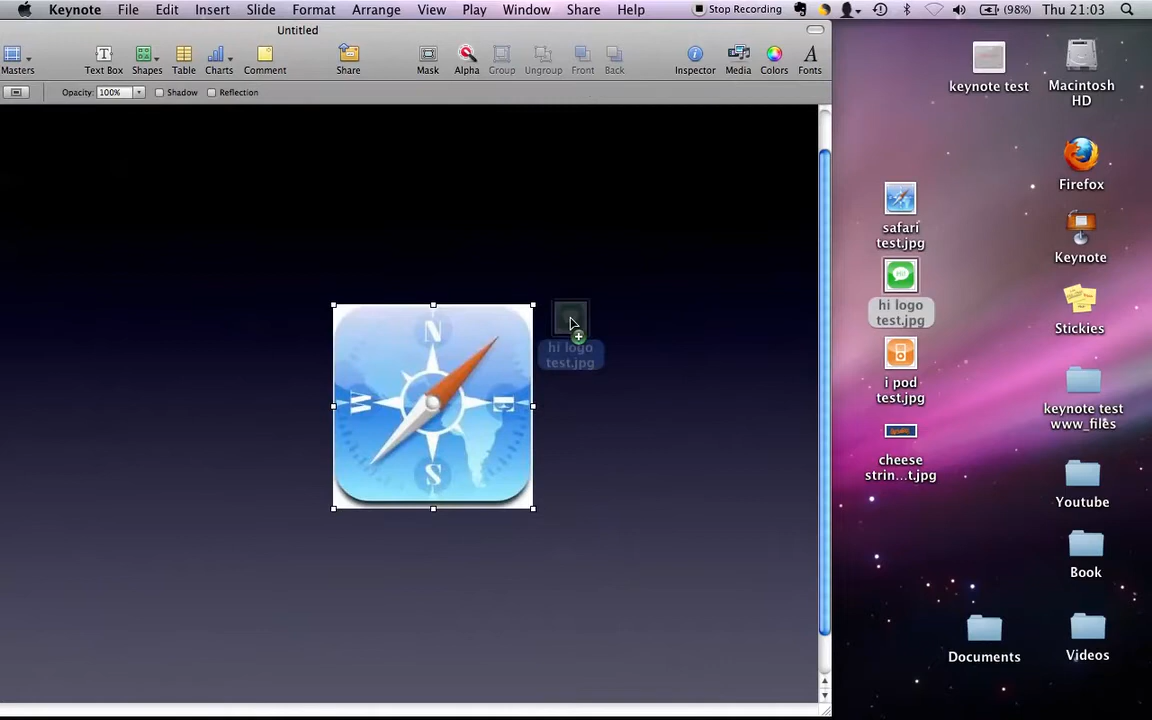 Keynote File Edit Insert Slide Format Arrange View Play Window Share Help Stop Recording (98%) Thu 21:03
Untitled
Masters Text Box Shapes Table Charts Comment Share Mask Alpha Group Ungroup Front Back Inspector Media Colors Fonts
Opacity: 100% Shadow Reflection
keynote test
Macintosh
HD
Firefox
safari
test.jpg
Keynote
Hi!
hi logo
test.jpg
Stickies
N
W
S
hi logo
test.jpg
i pod
test.jpg
keynote test
www_files
cheese
strin...t.jpg
Youtube
Book
Documents
Videos